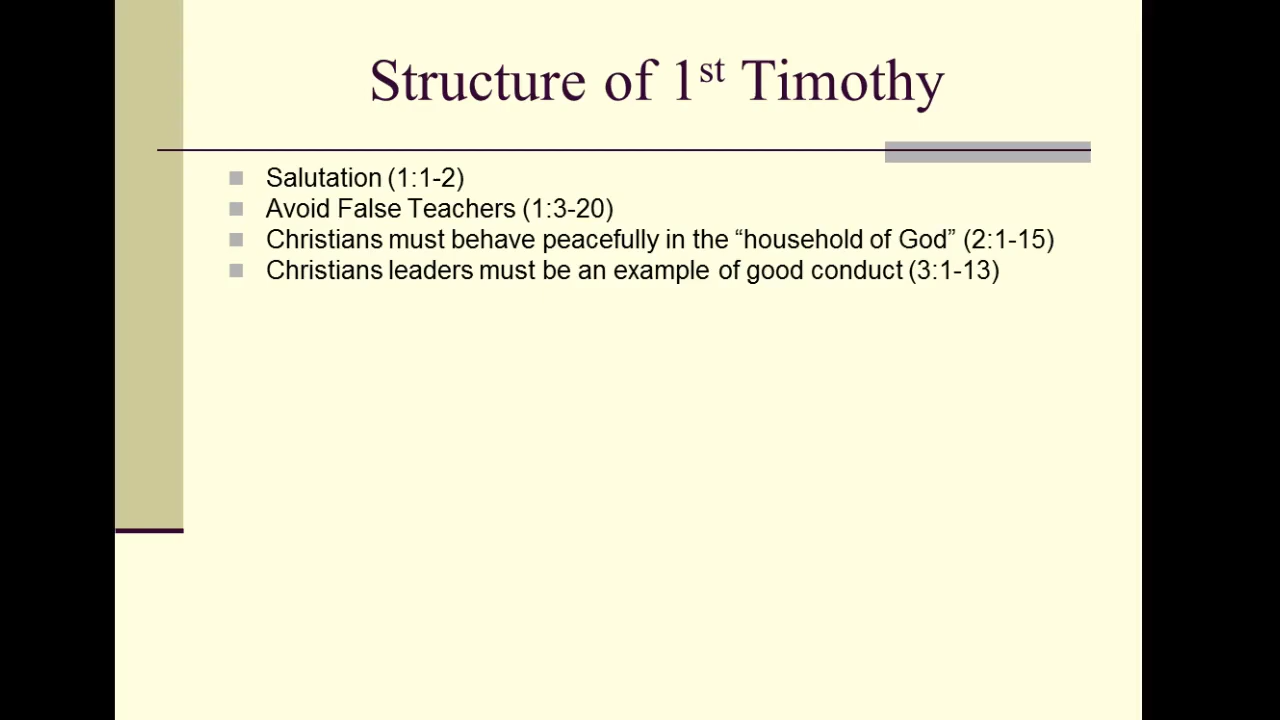 Structure of 1st Timothy
Salutation (1:1-2)
Avoid False Teachers (1:3-20)
Christians must behave peacefully in the “household of God” (2:1-15)
Christians leaders must be an example of good conduct (3:1-13)